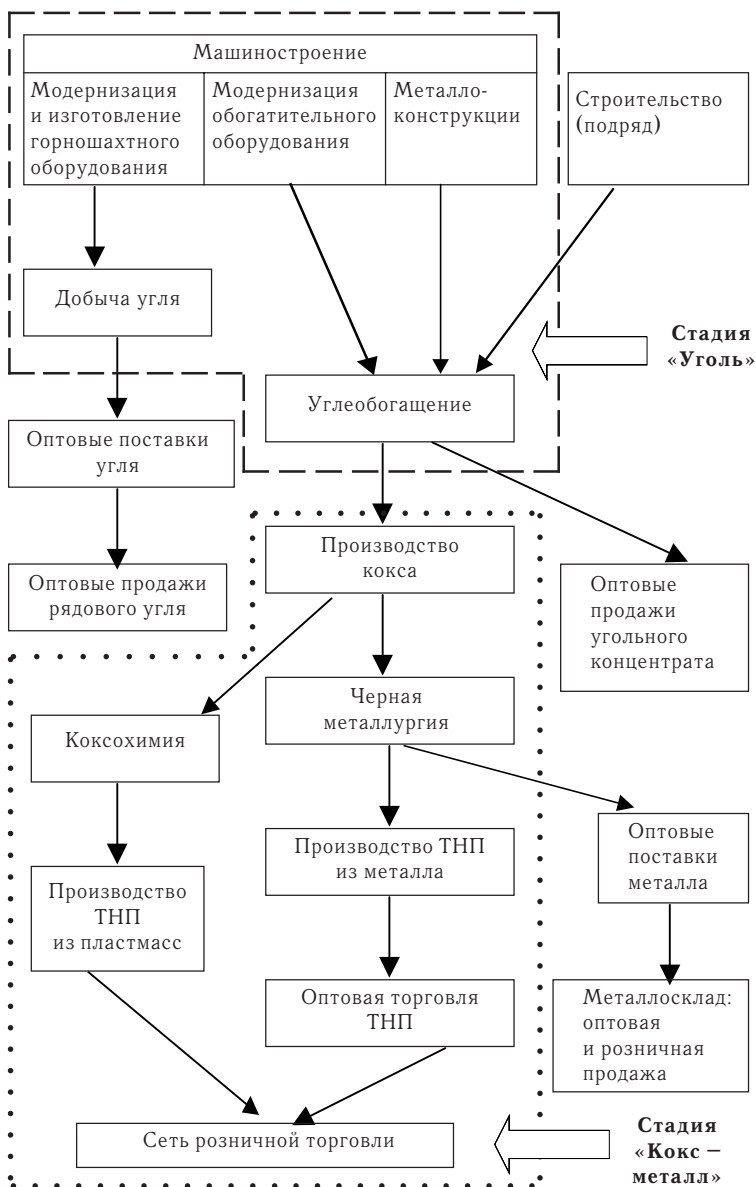 Машиностроение
Модернизация
и изготовление
горношахтного
оборудования
Модернизация
обогатительного
оборудования
Металло-
конструкции
Строительство
(подряд)
Добыча угля
Стадия
«Уголь»
Углеобогащение
Оптовые поставки
угля
Производство
кокса
Оптовые продажи
рядового угля
Оптовые
продажи
угольного
концентрата
Черная
металлургия
Коксохимия
Производство ТНП
из металла
Оптовые
поставки
металла
Производство
ТНП
из пластмасс
Оптовая торговля
ТНП
Металлосклад:
оптовая
и розничная
продажа
Сеть розничной торговли
Стадия
«Кокс –
металл»